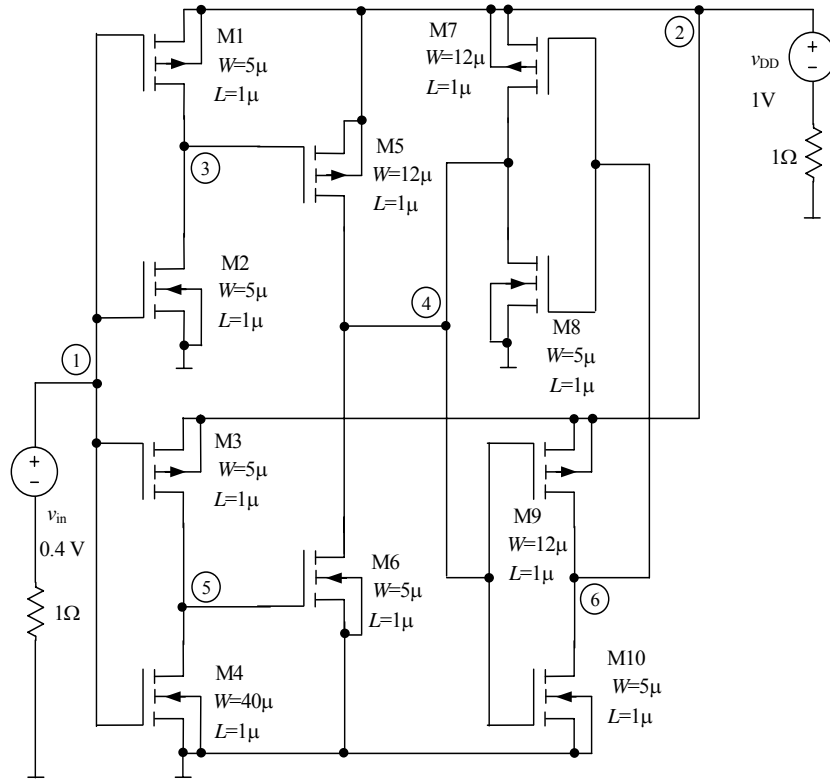 M1
W=5μ
L=1μ
M7
W=12μ
L=1μ
2
+
−
vDD
1V
1Ω
3
M5
W=12μ
L=1μ
M2
W=5μ
L=1μ
4
M8
W=5μ
L=1μ
1
+
−
vin
0.4 V
1Ω
M3
W=5μ
L=1μ
M9
W=12μ
L=1μ
5
M6
W=5μ
L=1μ
6
M4
W=40μ
L=1μ
M10
W=5μ
L=1μ